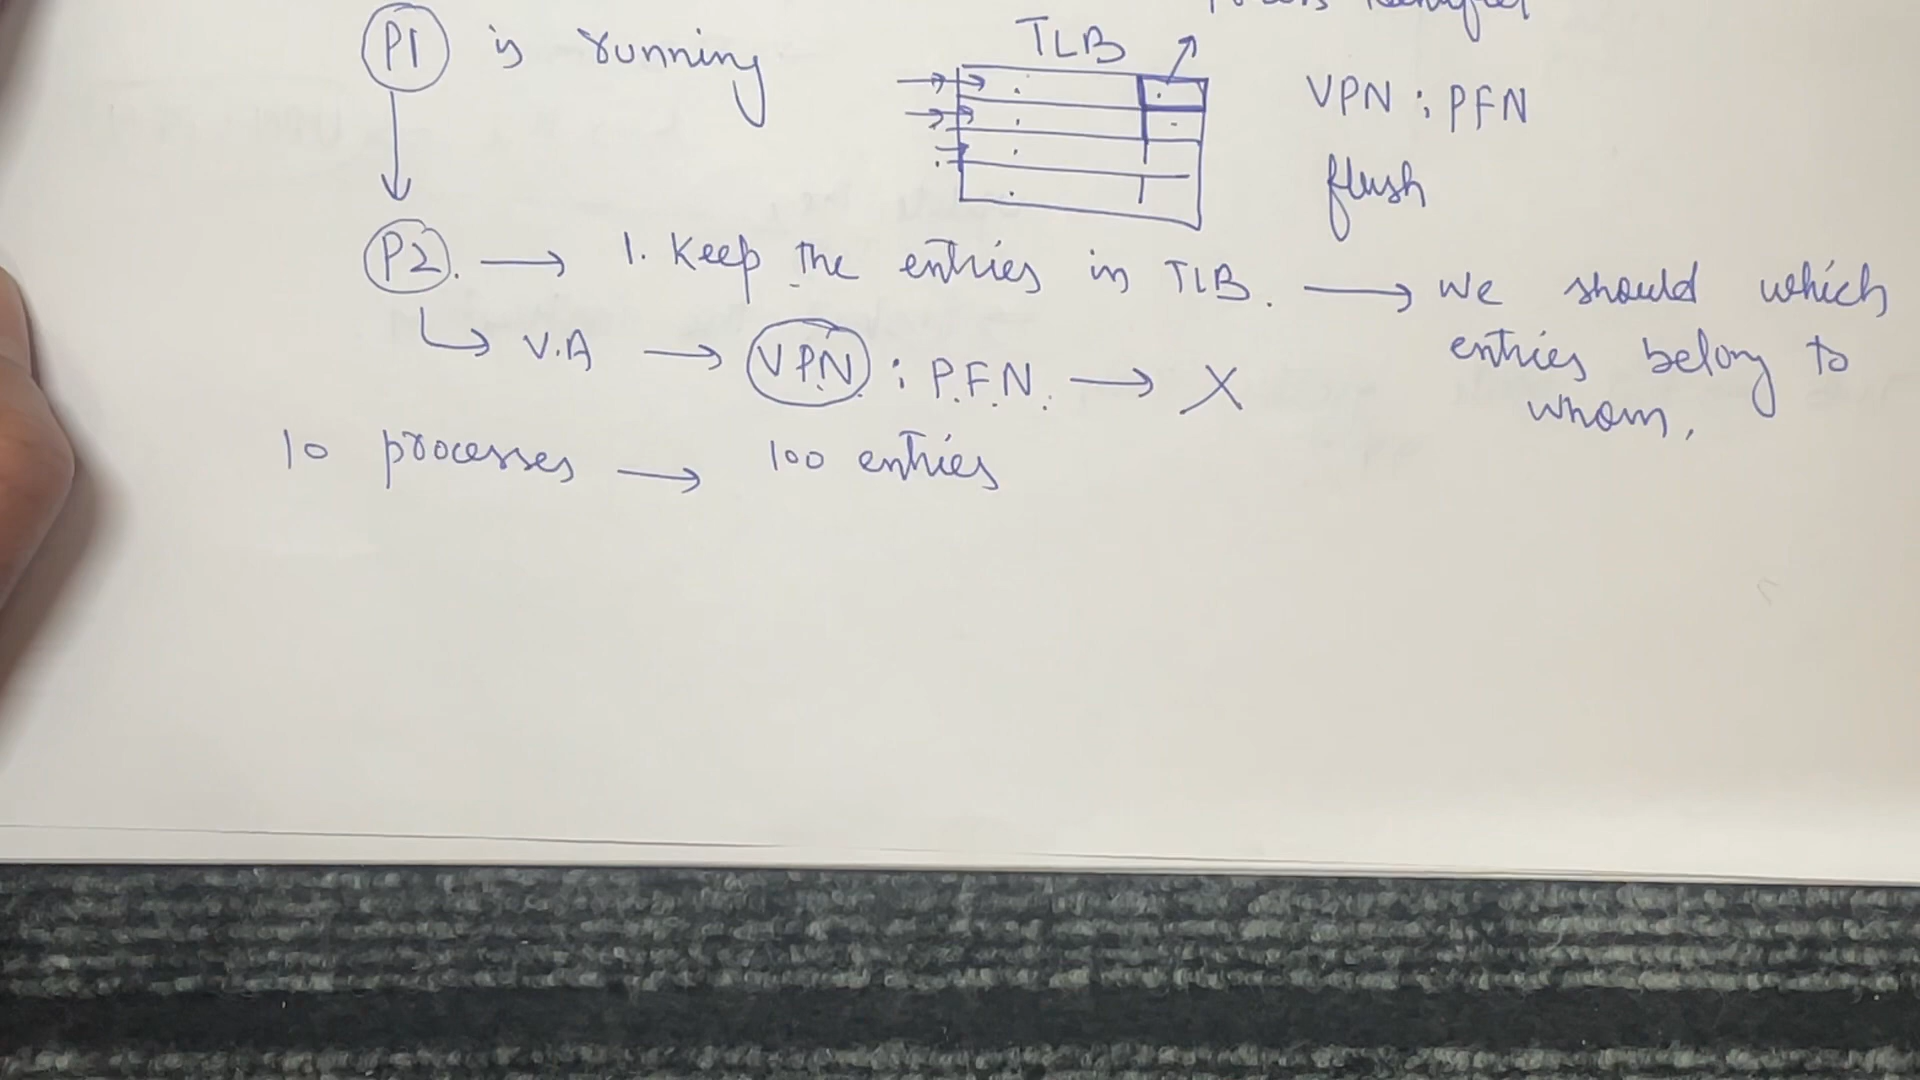 P1 is running
TLB
VPN : PFN
flush
P2. → 1. Keep the entries in TLB. → We should which entries belong to whom.
↳ V.A → VPN : P.F.N. → X
10 processes → 100 entries